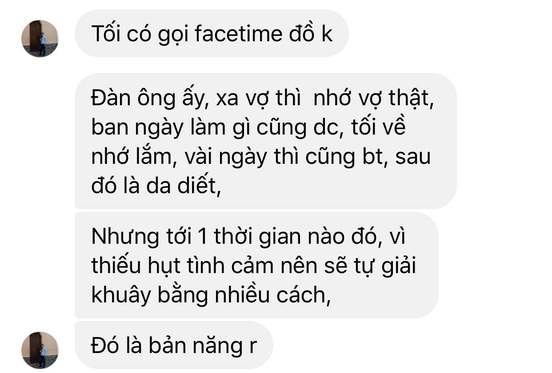 Tối có gọi facetime đồ k
Đàn ông ấy, xa vợ thì  nhớ vợ thật,
ban ngày làm gì cũng dc, tối về
nhớ lắm, vài ngày thì cũng bt, sau
đó là da diết,
Nhưng tới 1 thời gian nào đó, vì
thiếu hụt tình cảm nên sẽ tự giải
khuây bằng nhiều cách,
Đó là bản năng r